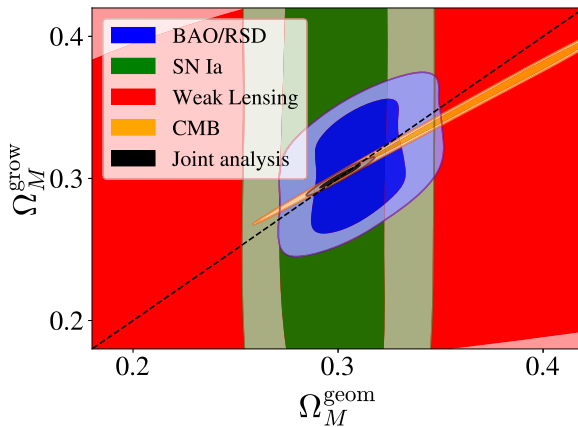 0.4
0.3
0.2
Ω_M^grow
BAO/RSD
SN Ia
Weak Lensing
CMB
Joint analysis
0.2 0.3 0.4
Ω_M^geom